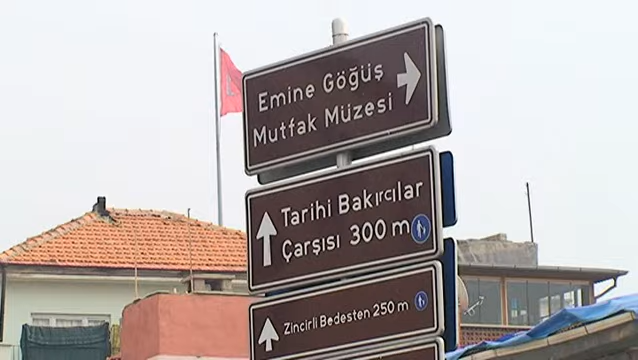 Emine Göğüş
Mutfak Müzesi
Tarihi Bakırcılar
Çarşısı 300 m
Zincirli Bedesten 250 m